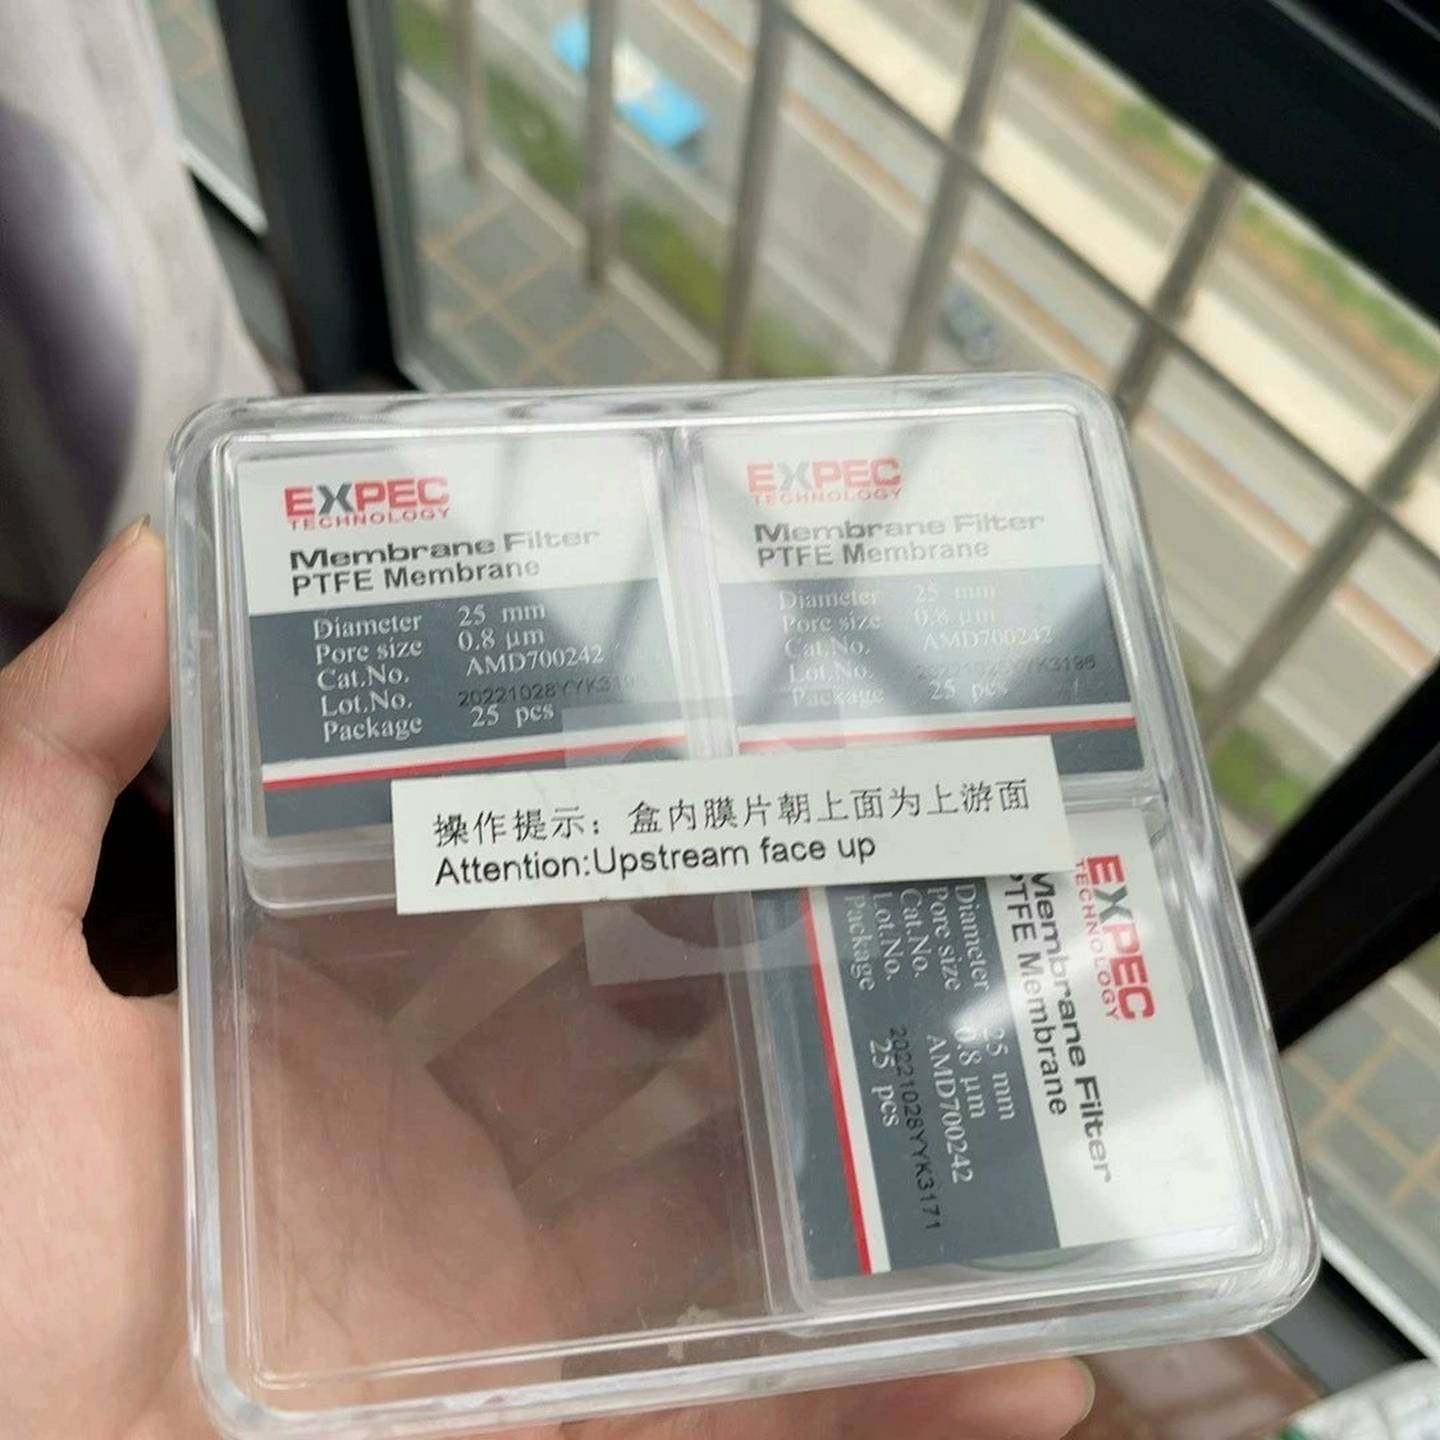 EXPEC
TECHNOLOGY
Membrane Filter
PTFE Membrane
Diameter 25 mm
Pore size 0.8 μm
Cat.No. AMD700242
Lot.No.
Package 25 pcs
EXPEC
TECHNOLOGY
Membrane Filter
PTFE Membrane
Diameter 25 mm
Pore size 0.8 μm
Cat.No. AMD700242
Lot.No.
Package 25 pcs
操作提示：盒内膜片朝上面为上游面
Attention:Upstream face up
EXPEC
TECHNOLOGY
Membrane Filter
PTFE Membrane
Diameter 25 mm
Pore size 0.8 μm
Cat.No. AMD700242
Lot.No. 20221028YYK3171
Package 25 pcs